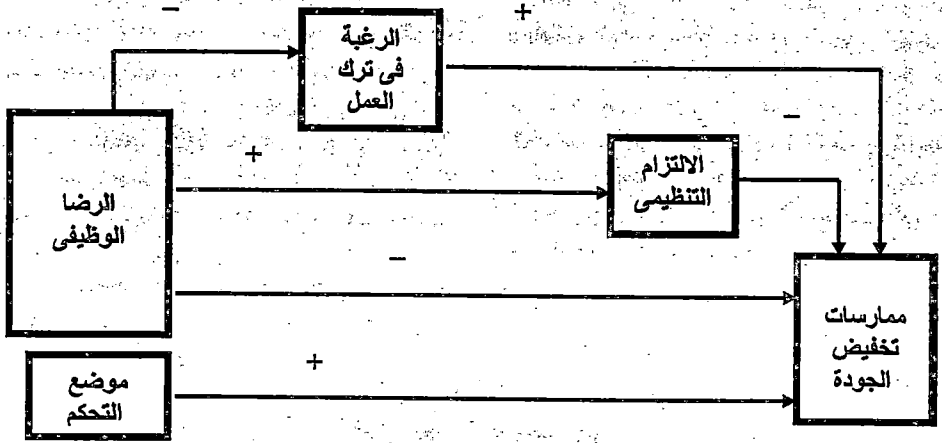 −
+
الرغبة
فى ترك
العمل
−
+
الالتزام
التنظيمى
الرضا
الوظيفى
−
ممارسات
تخفيض
الجودة
+
موضع
التحكم